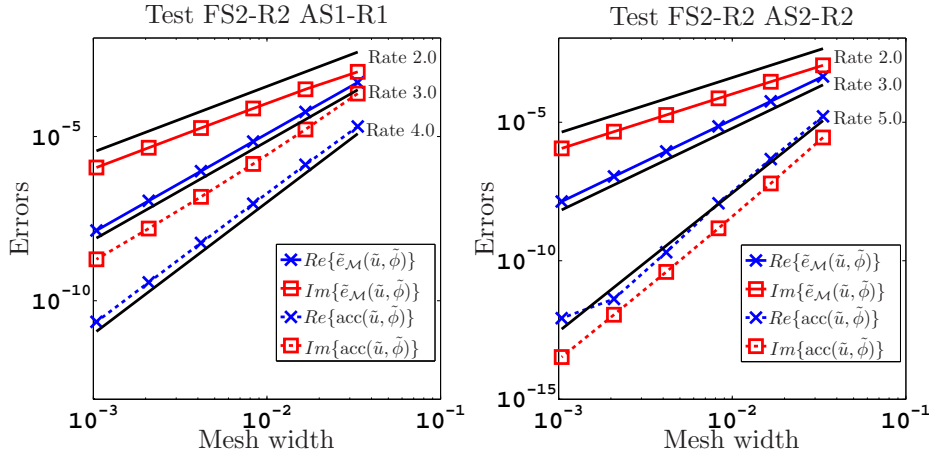 Test FS2-R2 AS1-R1
Errors
10^-5
10^-10
Rate 2.0
Rate 3.0
Rate 4.0
Re{ẽ_M(ũ, φ̃)}
Im{ẽ_M(ũ, φ̃)}
Re{acc(ũ, φ̃)}
Im{acc(ũ, φ̃)}
10^-3
10^-2
10^-1
Mesh width
Test FS2-R2 AS2-R2
Errors
10^-5
10^-10
10^-15
Rate 2.0
Rate 3.0
Rate 5.0
Re{ẽ_M(ũ, φ̃)}
Im{ẽ_M(ũ, φ̃)}
Re{acc(ũ, φ̃)}
Im{acc(ũ, φ̃)}
10^-3
10^-2
10^-1
Mesh width